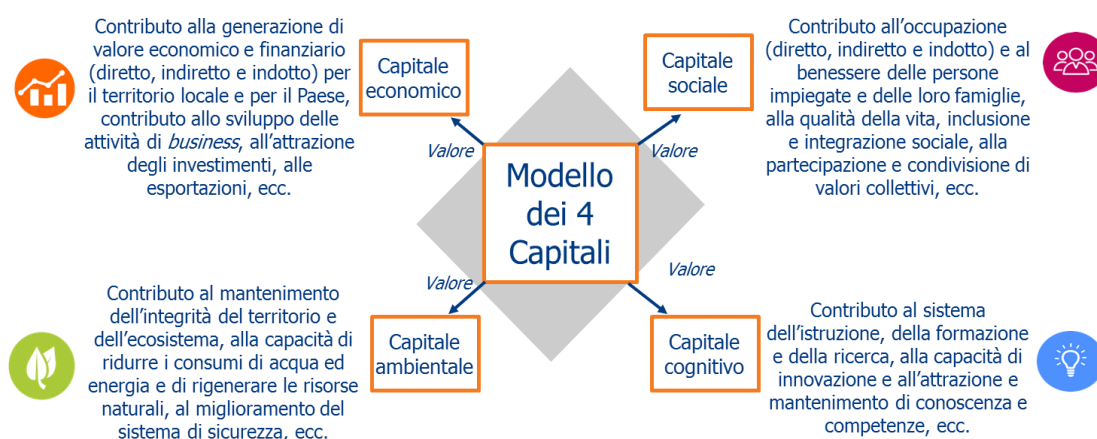 Contributo alla generazione di
valore economico e finanziario
(diretto, indiretto e indotto) per
il territorio locale e per il Paese,
contributo allo sviluppo delle
attività di business, all'attrazione
degli investimenti, alle
esportazioni, ecc.
Capitale
economico
Valore
Capitale
sociale
Valore
Contributo all'occupazione
(diretto, indiretto e indotto) e al
benessere delle persone
impiegate e delle loro famiglie,
alla qualità della vita, inclusione
e integrazione sociale, alla
partecipazione e condivisione di
valori collettivi, ecc.
Modello
dei 4
Capitali
Contributo al mantenimento
dell'integrità del territorio e
dell'ecosistema, alla capacità di
ridurre i consumi di acqua ed
energia e di rigenerare le risorse
naturali, al miglioramento del
sistema di sicurezza, ecc.
Valore
Capitale
ambientale
Valore
Capitale
cognitivo
Contributo al sistema
dell'istruzione, della formazione
e della ricerca, alla capacità di
innovazione e all'attrazione e
mantenimento di conoscenza e
competenze, ecc.